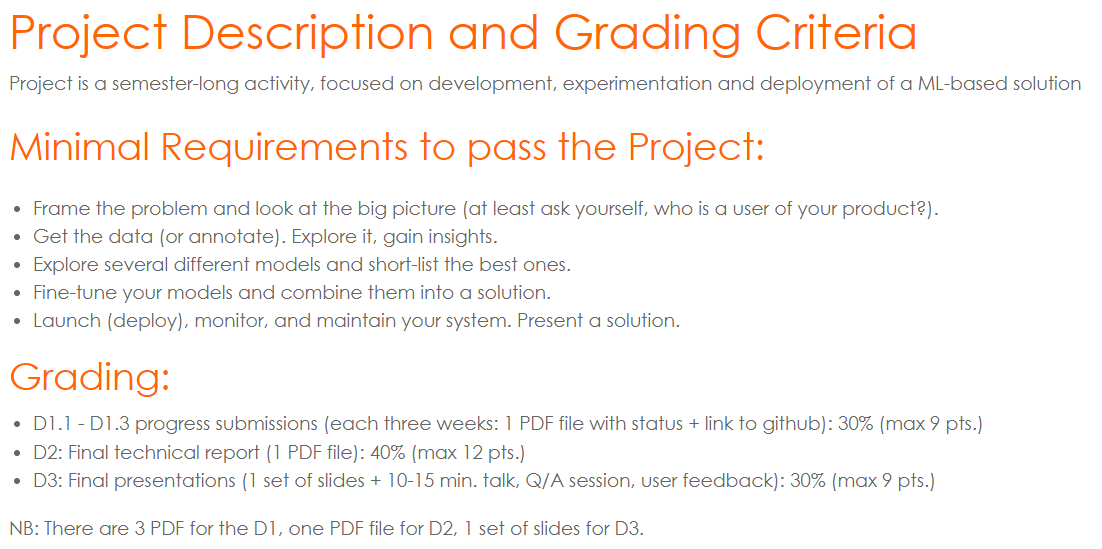 Project Description and Grading Criteria
Project is a semester-long activity, focused on development, experimentation and deployment of a ML-based solution
Minimal Requirements to pass the Project:
• Frame the problem and look at the big picture (at least ask yourself, who is a user of your product?).
• Get the data (or annotate). Explore it, gain insights.
• Explore several different models and short-list the best ones.
• Fine-tune your models and combine them into a solution.
• Launch (deploy), monitor, and maintain your system. Present a solution.
Grading:
• D1.1 - D1.3 progress submissions (each three weeks: 1 PDF file with status + link to github): 30% (max 9 pts.)
• D2: Final technical report (1 PDF file): 40% (max 12 pts.)
• D3: Final presentations (1 set of slides + 10-15 min. talk, Q/A session, user feedback): 30% (max 9 pts.)
NB: There are 3 PDF for the D1, one PDF file for D2, 1 set of slides for D3.